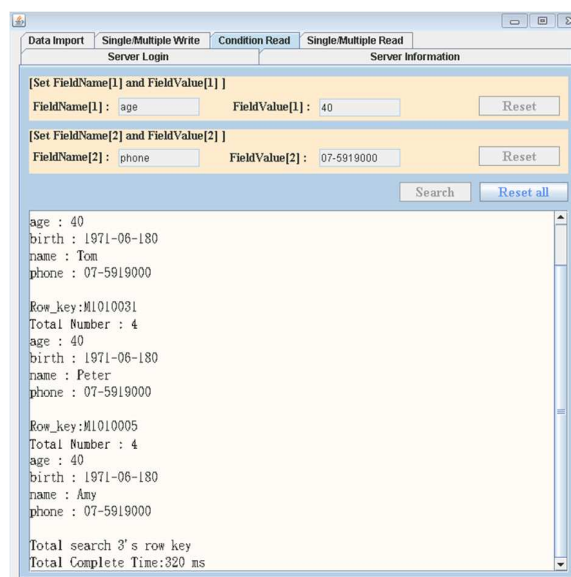 Data Import Single/Multiple Write Condition Read Single/Multiple Read
Server Login Server Information
[Set FieldName[1] and FieldValue[1] ]
FieldName[1] : age FieldValue[1] : 40 Reset
[Set FieldName[2] and FieldValue[2] ]
FieldName[2] : phone FieldValue[2] : 07-5919000 Reset
Search Reset all
age : 40
birth : 1971-06-180
name : Tom
phone : 07-5919000
Row_key:M1010031
Total Number : 4
age : 40
birth : 1971-06-180
name : Peter
phone : 07-5919000
Row_key:M1010005
Total Number : 4
age : 40
birth : 1971-06-180
name : Amy
phone : 07-5919000
Total search 3's row key
Total Complete Time:320 ms